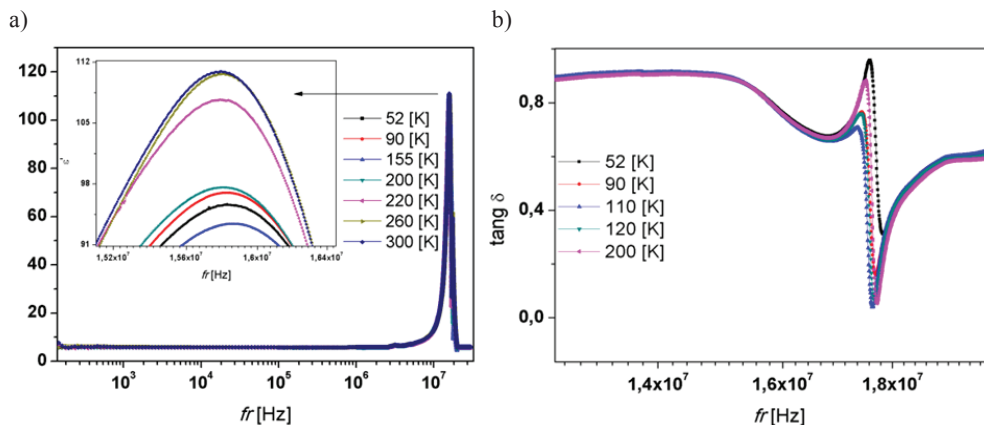 a)
b)
120
100
80
60
40
20
0
112
105
98
91
ε'
1,52x10⁷
1,56x10⁷
1,6x10⁷
1,64x10⁷
fr [Hz]
52 [K]
90 [K]
155 [K]
200 [K]
220 [K]
260 [K]
300 [K]
10³
10⁴
10⁵
10⁶
10⁷
fr [Hz]
tang δ
0,8
0,4
0,0
52 [K]
90 [K]
110 [K]
120 [K]
200 [K]
1,4x10⁷
1,6x10⁷
1,8x10⁷
fr [Hz]